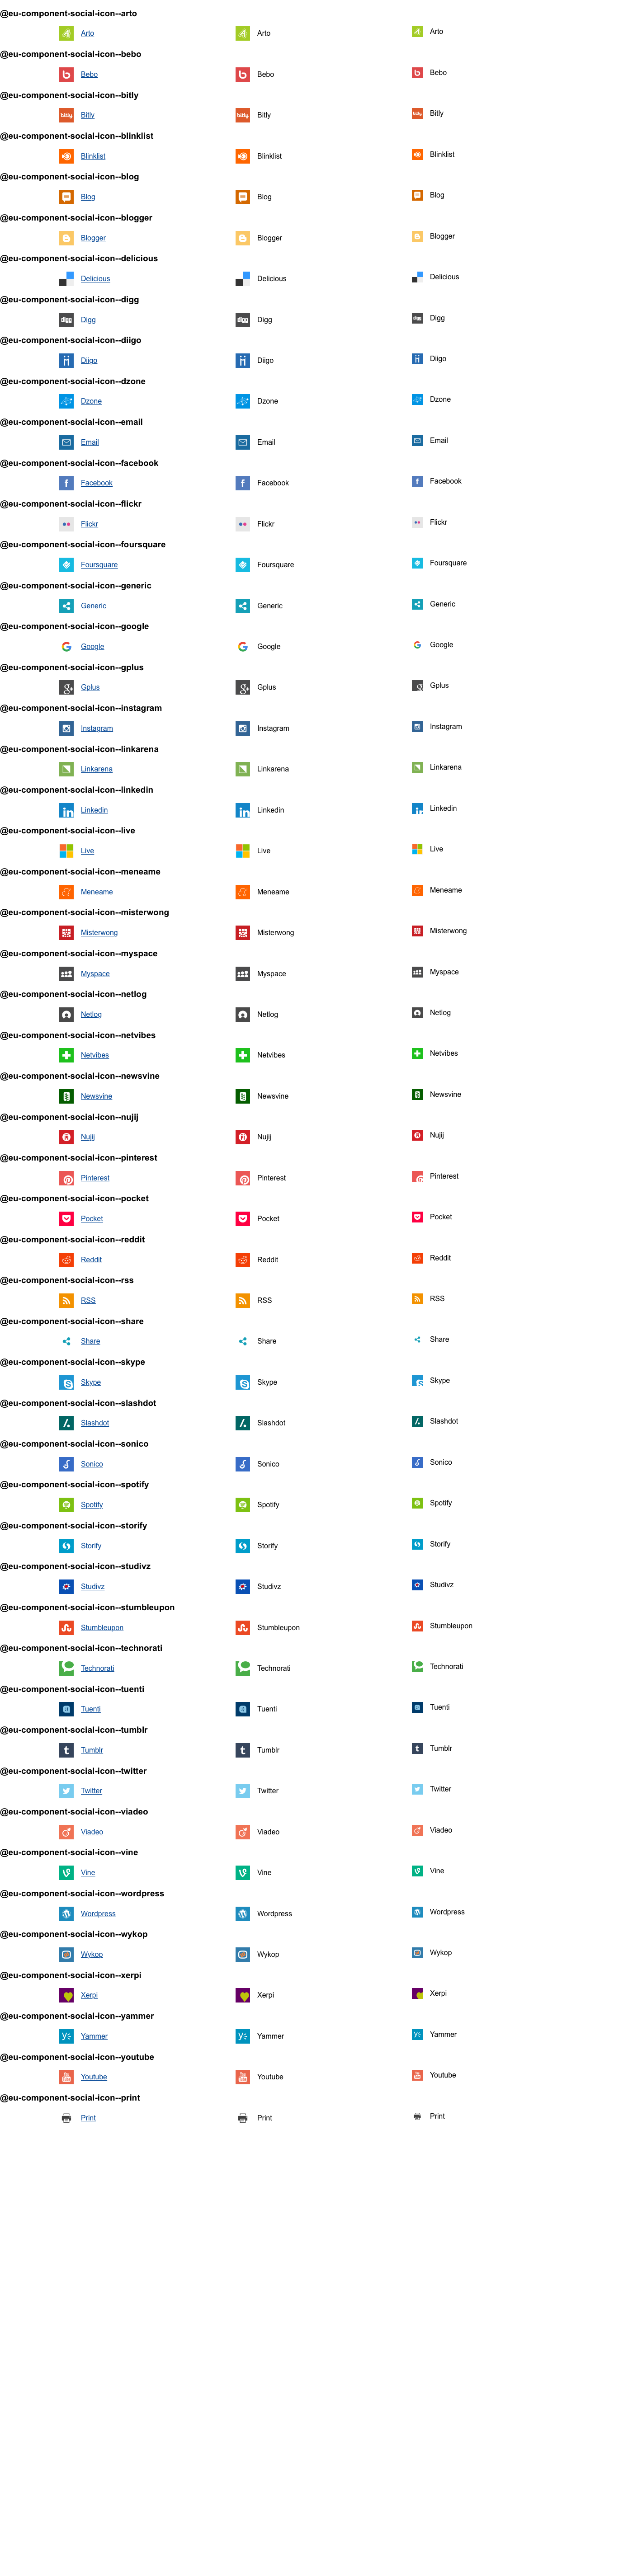 @eu-component-social-icon--arto
Arto Arto Arto
@eu-component-social-icon--bebo
Bebo Bebo Bebo
@eu-component-social-icon--bitly
Bitly Bitly Bitly
@eu-component-social-icon--blinklist
Blinklist Blinklist Blinklist
@eu-component-social-icon--blog
Blog Blog Blog
@eu-component-social-icon--blogger
Blogger Blogger Blogger
@eu-component-social-icon--delicious
Delicious Delicious Delicious
@eu-component-social-icon--digg
Digg Digg Digg
@eu-component-social-icon--diigo
Diigo Diigo Diigo
@eu-component-social-icon--dzone
Dzone Dzone Dzone
@eu-component-social-icon--email
Email Email Email
@eu-component-social-icon--facebook
Facebook Facebook Facebook
@eu-component-social-icon--flickr
Flickr Flickr Flickr
@eu-component-social-icon--foursquare
Foursquare Foursquare Foursquare
@eu-component-social-icon--generic
Generic Generic Generic
@eu-component-social-icon--google
Google Google Google
@eu-component-social-icon--gplus
Gplus Gplus Gplus
@eu-component-social-icon--instagram
Instagram Instagram Instagram
@eu-component-social-icon--linkarena
Linkarena Linkarena Linkarena
@eu-component-social-icon--linkedin
Linkedin Linkedin Linkedin
@eu-component-social-icon--live
Live Live Live
@eu-component-social-icon--meneame
Meneame Meneame Meneame
@eu-component-social-icon--misterwong
Misterwong Misterwong Misterwong
@eu-component-social-icon--myspace
Myspace Myspace Myspace
@eu-component-social-icon--netlog
Netlog Netlog Netlog
@eu-component-social-icon--netvibes
Netvibes Netvibes Netvibes
@eu-component-social-icon--newsvine
Newsvine Newsvine Newsvine
@eu-component-social-icon--nujij
Nujij Nujij Nujij
@eu-component-social-icon--pinterest
Pinterest Pinterest Pinterest
@eu-component-social-icon--pocket
Pocket Pocket Pocket
@eu-component-social-icon--reddit
Reddit Reddit Reddit
@eu-component-social-icon--rss
RSS RSS RSS
@eu-component-social-icon--share
Share Share Share
@eu-component-social-icon--skype
Skype Skype Skype
@eu-component-social-icon--slashdot
Slashdot Slashdot Slashdot
@eu-component-social-icon--sonico
Sonico Sonico Sonico
@eu-component-social-icon--spotify
Spotify Spotify Spotify
@eu-component-social-icon--storify
Storify Storify Storify
@eu-component-social-icon--studivz
Studivz Studivz Studivz
@eu-component-social-icon--stumbleupon
Stumbleupon Stumbleupon Stumbleupon
@eu-component-social-icon--technorati
Technorati Technorati Technorati
@eu-component-social-icon--tuenti
Tuenti Tuenti Tuenti
@eu-component-social-icon--tumblr
Tumblr Tumblr Tumblr
@eu-component-social-icon--twitter
Twitter Twitter Twitter
@eu-component-social-icon--viadeo
Viadeo Viadeo Viadeo
@eu-component-social-icon--vine
Vine Vine Vine
@eu-component-social-icon--wordpress
Wordpress Wordpress Wordpress
@eu-component-social-icon--wykop
Wykop Wykop Wykop
@eu-component-social-icon--xerpi
Xerpi Xerpi Xerpi
@eu-component-social-icon--yammer
Yammer Yammer Yammer
@eu-component-social-icon--youtube
Youtube Youtube Youtube
@eu-component-social-icon--print
Print Print Print